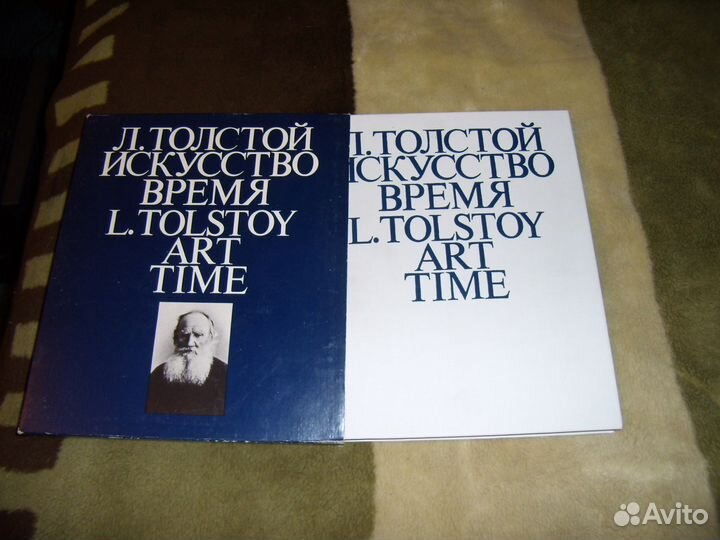 Л. ТОЛСТОЙ
ИСКУССТВО
ВРЕМЯ
L. TOLSTOY
ART
TIME
Л. ТОЛСТОЙ
ИСКУССТВО
ВРЕМЯ
L. TOLSTOY
ART
TIME
Avito